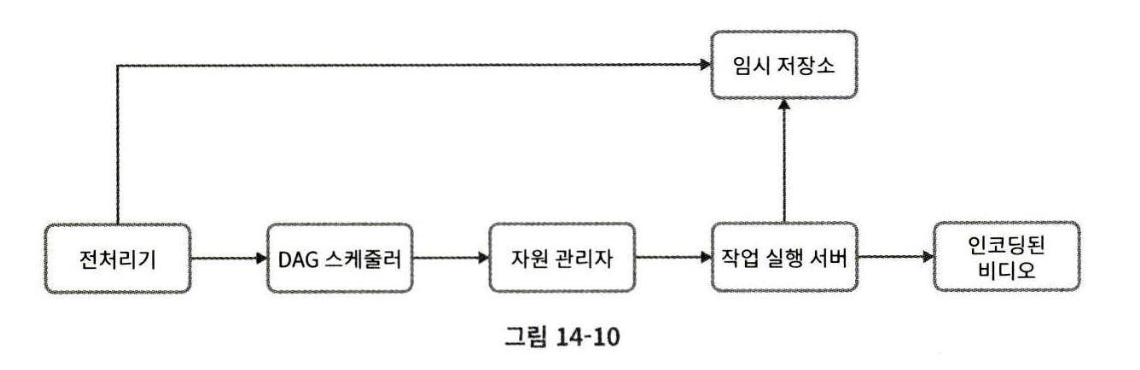 임시 저장소
전처리기
DAG 스케줄러
자원 관리자
작업 실행 서버
인코딩된
비디오
그림 14-10